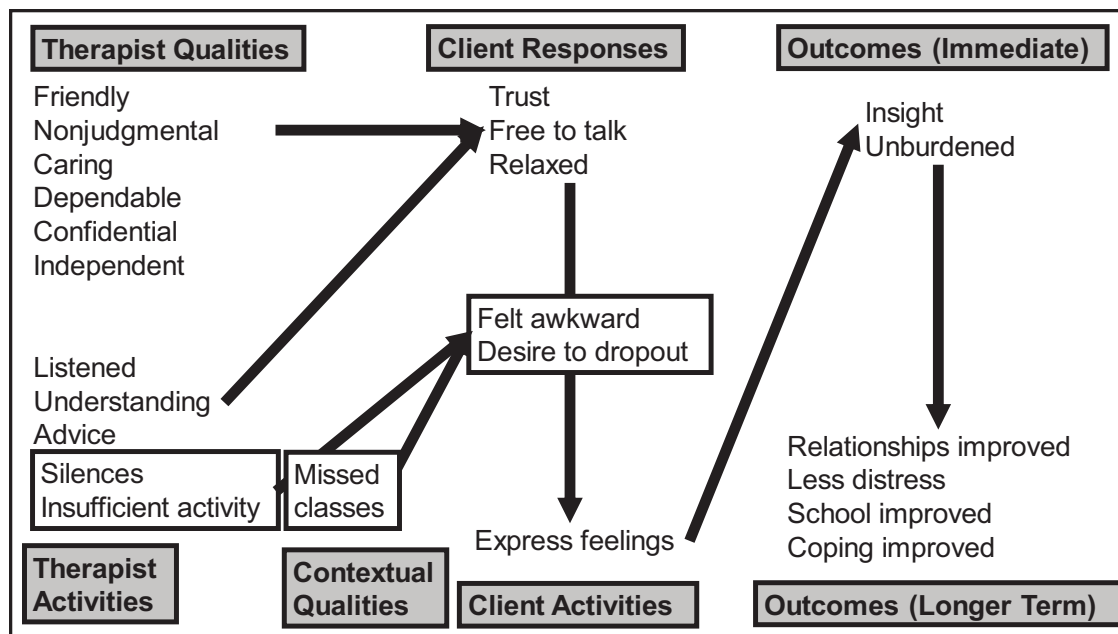 Therapist Qualities
Friendly
Nonjudgmental
Caring
Dependable
Confidential
Independent
Listened
Understanding
Advice
Silences
Insufficient activity
Therapist
Activities
Missed
classes
Contextual
Qualities
Client Responses
Trust
Free to talk
Relaxed
Felt awkward
Desire to dropout
Express feelings
Client Activities
Outcomes (Immediate)
Insight
Unburdened
Relationships improved
Less distress
School improved
Coping improved
Outcomes (Longer Term)